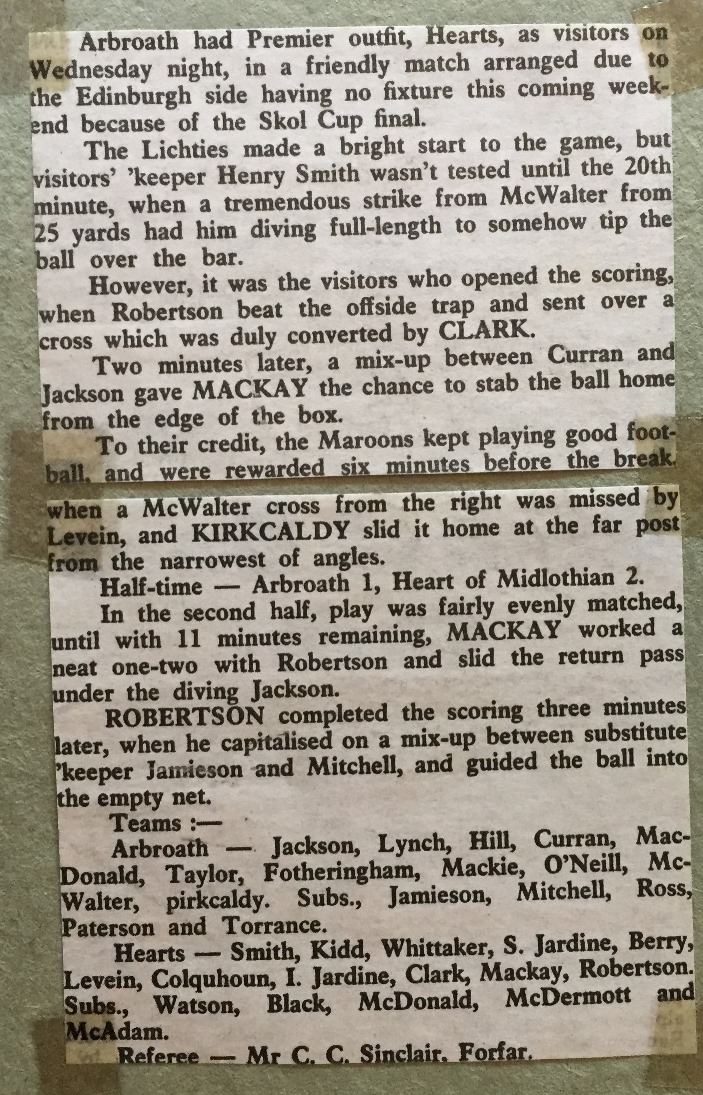 Arbroath had Premier outfit, Hearts, as visitors on
Wednesday night, in a friendly match arranged due to
the Edinburgh side having no fixture this coming week-
end because of the Skol Cup final.
The Lichties made a bright start to the game, but
visitors' 'keeper Henry Smith wasn't tested until the 20th
minute, when a tremendous strike from McWalter from
25 yards had him diving full-length to somehow tip the
ball over the bar.
However, it was the visitors who opened the scoring,
when Robertson beat the offside trap and sent over a
cross which was duly converted by CLARK.
Two minutes later, a mix-up between Curran and
Jackson gave MACKAY the chance to stab the ball home
from the edge of the box.
To their credit, the Maroons kept playing good foot-
ball, and were rewarded six minutes before the break,
when a McWalter cross from the right was missed by
Levein, and KIRKCALDY slid it home at the far post
from the narrowest of angles.
Half-time — Arbroath 1, Heart of Midlothian 2.
In the second half, play was fairly evenly matched,
until with 11 minutes remaining, MACKAY worked a
neat one-two with Robertson and slid the return pass
under the diving Jackson.
ROBERTSON completed the scoring three minutes
later, when he capitalised on a mix-up between substitute
'keeper Jamieson and Mitchell, and guided the ball into
the empty net.
Teams :—
Arbroath — Jackson, Lynch, Hill, Curran, Mac-
Donald, Taylor, Fotheringham, Mackie, O'Neill, Mc-
Walter, pirkcaldy. Subs., Jamieson, Mitchell, Ross,
Paterson and Torrance.
Hearts — Smith, Kidd, Whittaker, S. Jardine, Berry,
Levein, Colquhoun, I. Jardine, Clark, Mackay, Robertson.
Subs., Watson, Black, McDonald, McDermott and
McAdam.
Referee — Mr C. C. Sinclair, Forfar.